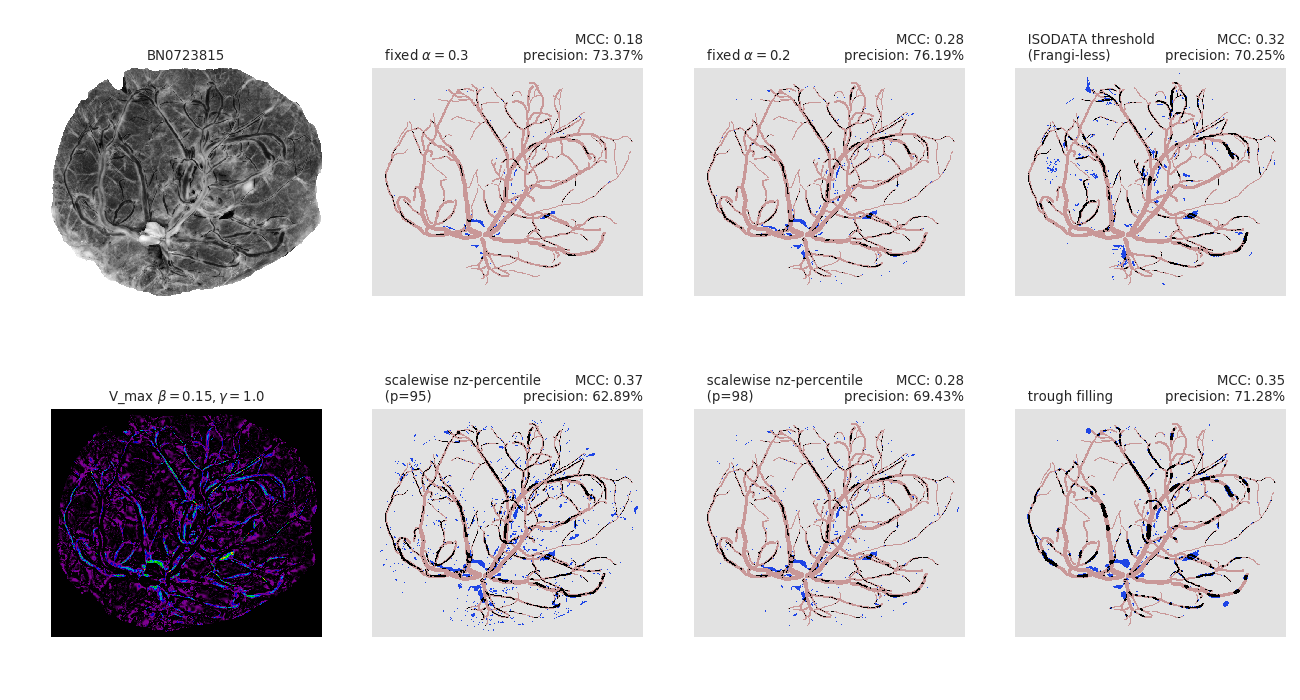 BN0723815
MCC: 0.18
fixed α = 0.3 precision: 73.37%
MCC: 0.28
fixed α = 0.2 precision: 76.19%
ISODATA threshold MCC: 0.32
(Frangi-less) precision: 70.25%
V_max β = 0.15, γ = 1.0
scalewise nz-percentile MCC: 0.37
(p=95) precision: 62.89%
scalewise nz-percentile MCC: 0.28
(p=98) precision: 69.43%
MCC: 0.35
trough filling precision: 71.28%